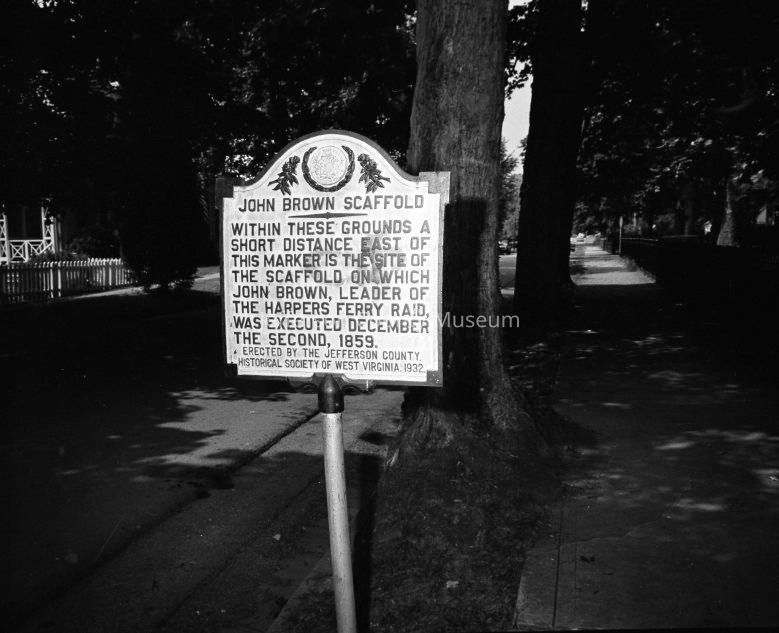 JOHN BROWN SCAFFOLD
WITHIN THESE GROUNDS A
SHORT DISTANCE EAST OF
THIS MARKER IS THE SITE OF
THE SCAFFOLD ON WHICH
JOHN BROWN, LEADER OF
THE HARPERS FERRY RAID,
WAS EXECUTED DECEMBER
THE SECOND, 1859.
ERECTED BY THE JEFFERSON COUNTY
HISTORICAL SOCIETY OF WEST VIRGINIA, 1932
Museum